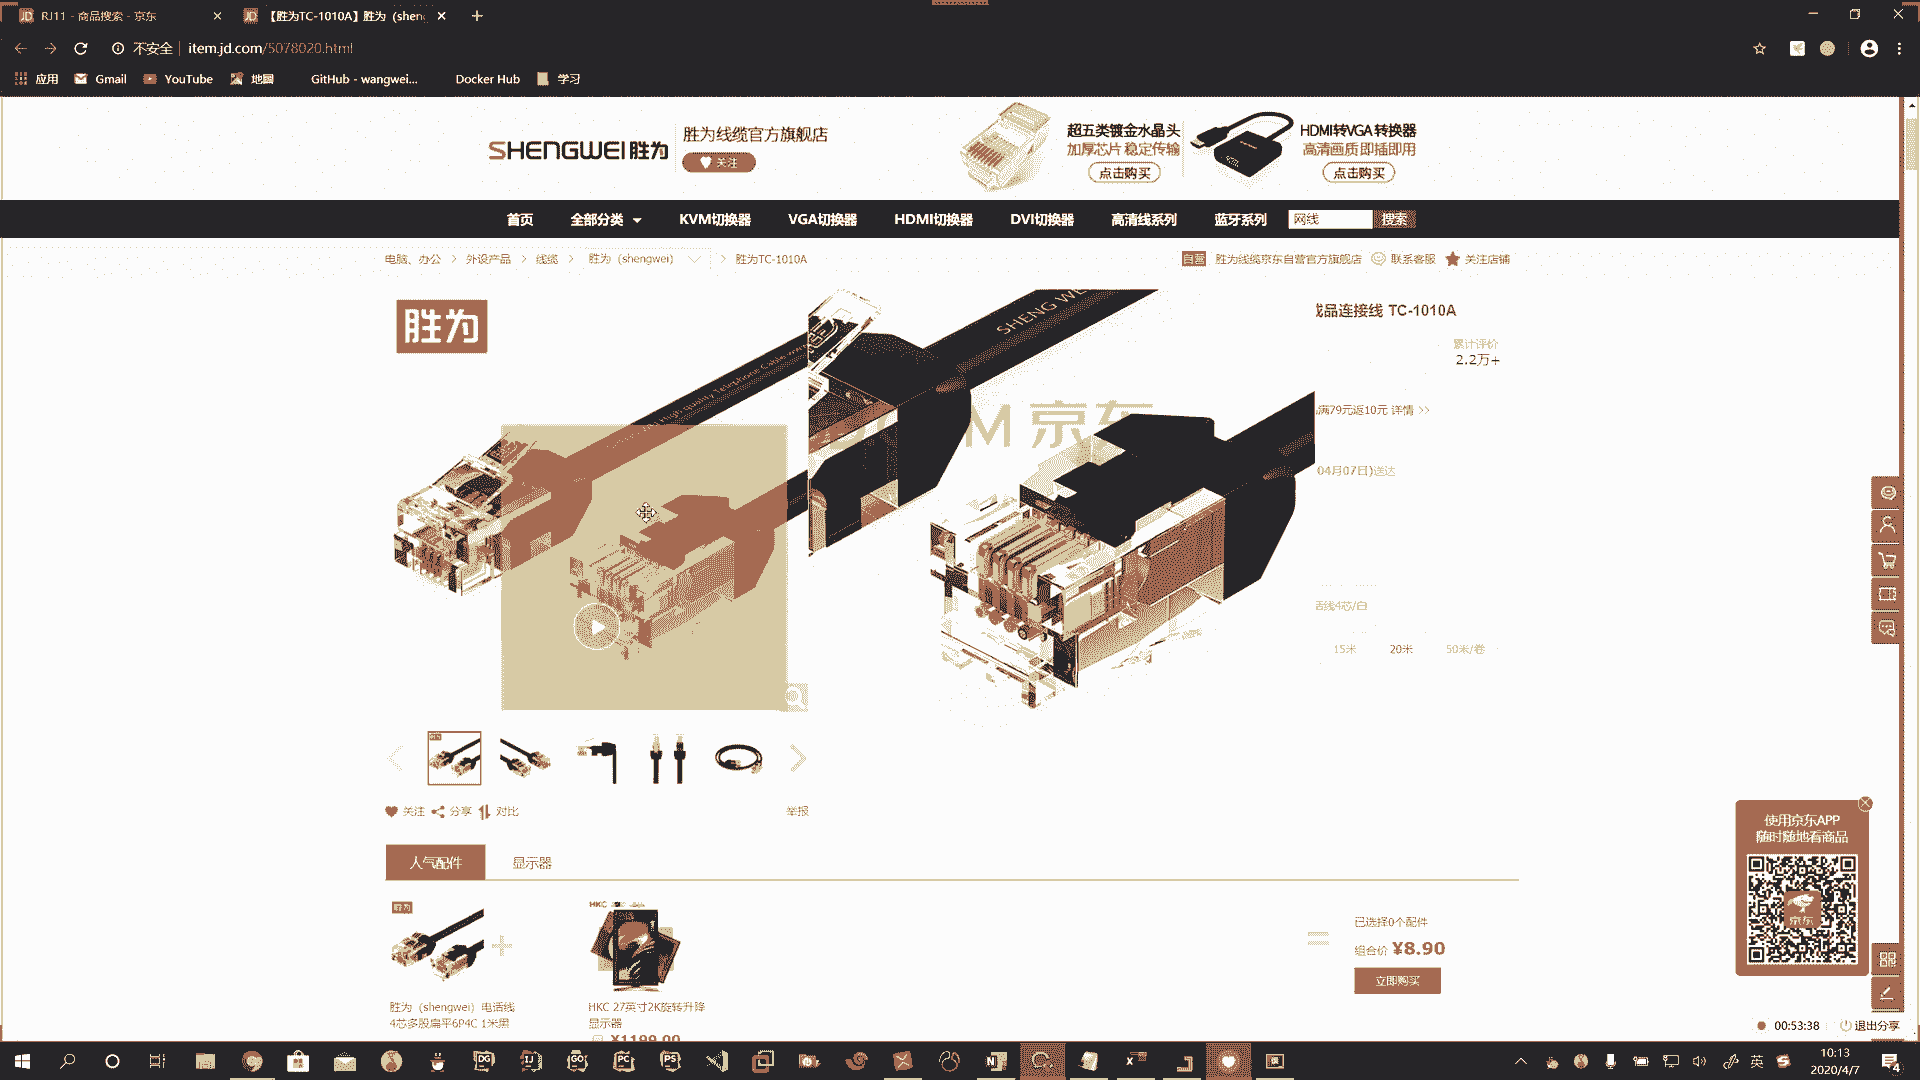 RJ11 - 商品搜索 - 京东
【胜为TC-1010A】胜为（shen
不安全
item.jd.com/5078020.html
应用
Gmail
YouTube
地图
GitHub - wangwei...
Docker Hub
学习
SHENGWEI 胜为
胜为线缆官方旗舰店
关注
超五类镀金水晶头
加厚芯片 稳定传输
点击购买
HDMI转VGA 转换器
高清画质 即插即用
点击购买
首页
全部分类
KVM切换器
VGA切换器
HDMI切换器
DVI切换器
高清线系列
蓝牙系列
网线
搜索
电脑、办公 > 外设产品 > 线缆 > 胜为（shengwei） > 胜为TC-1010A
自营
胜为线缆京东自营官方旗舰店
联系客服
关注店铺
胜为
High quality Telephone Cable
SHENG WE
京东
成品连接线 TC-1010A
累计评价
2.2万+
满79元返10元 详情 >>
04月07日)送达
话线4芯/白
15米
20米
50米/卷
关注
分享
对比
举报
人气配件
显示器
胜为
HKC
胜为（shengwei）电话线
4芯多股扁平6P4C 1米黑
HKC 27英寸2K旋转升降
显示器
¥1199.00
已选择0个配件
组合价 ¥8.90
立即购买
使用京东APP
随时随地看商品
京东
00:53:38
退出分享
英
10:13
2020/4/7